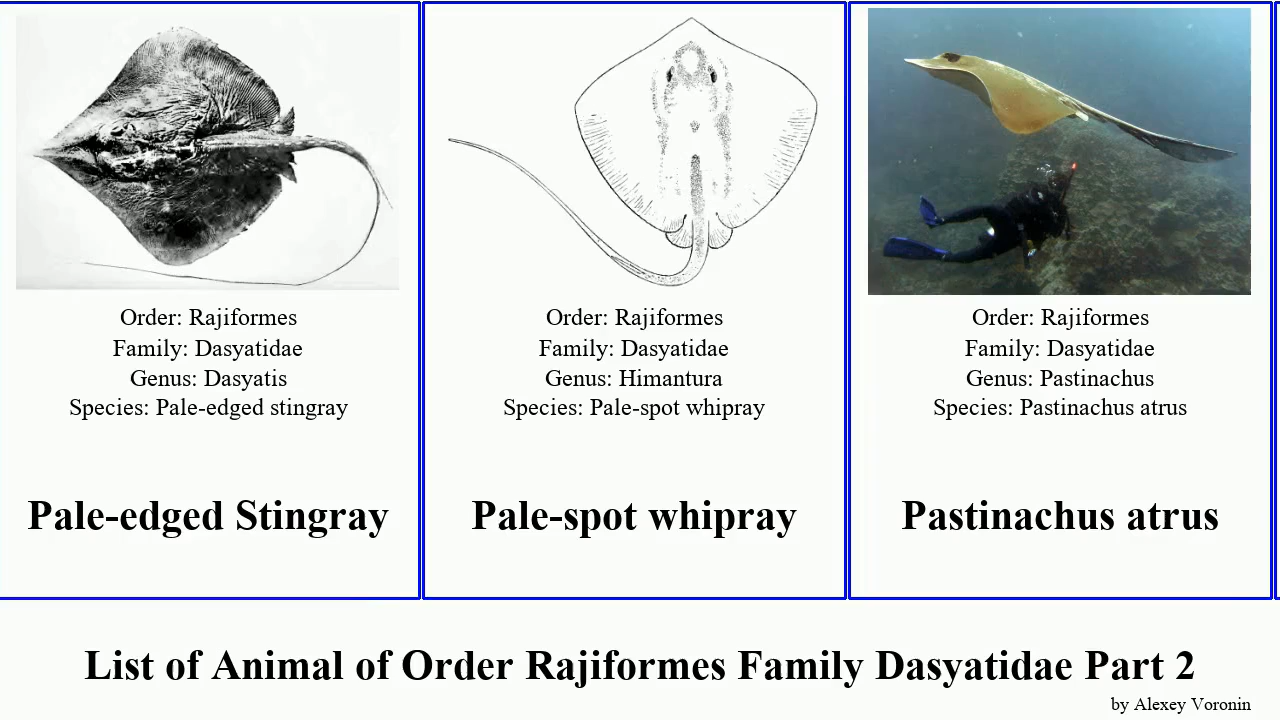 Order: Rajiformes
Family: Dasyatidae
Genus: Dasyatis
Species: Pale-edged stingray
Pale-edged Stingray
Order: Rajiformes
Family: Dasyatidae
Genus: Himantura
Species: Pale-spot whipray
Pale-spot whipray
Order: Rajiformes
Family: Dasyatidae
Genus: Pastinachus
Species: Pastinachus atrus
Pastinachus atrus
List of Animal of Order Rajiformes Family Dasyatidae Part 2
by Alexey Voronin